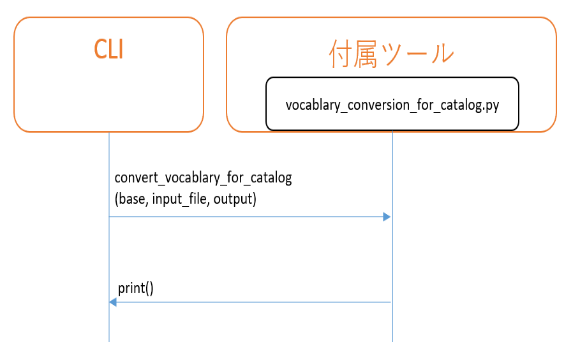 CLI
付属ツール
vocablary_conversion_for_catalog.py
convert_vocablary_for_catalog
(base, input_file, output)
print()